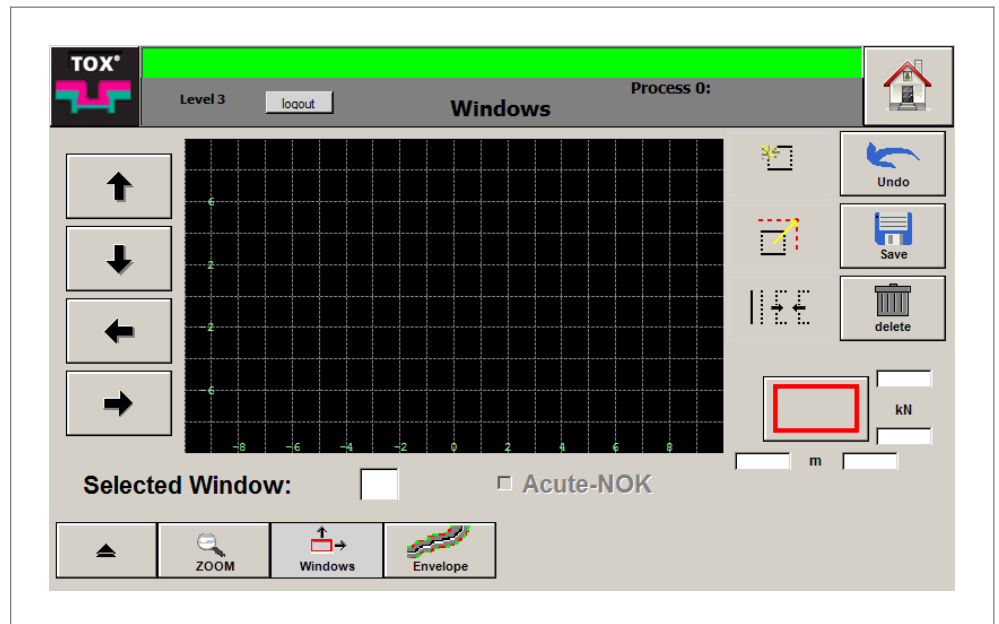 TOX®
Level 3
logout
Windows
Process 0:
Undo
6
Save
2
-2
delete
-6
kN
-8 -6 -4 -2 0 2 4 6 8
m
Selected Window:
Acute-NOK
ZOOM
Windows
Envelope